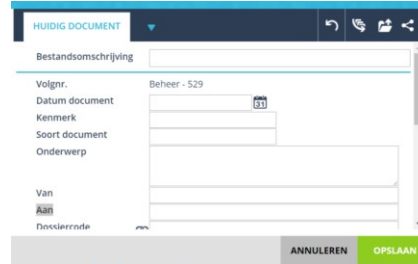 HUIDIG DOCUMENT
Bestandsomschrijving
Volgnr. Beheer - 529
Datum document 31
Kenmerk
Soort document
Onderwerp
Van
Aan
Dossiercode
ANNULEREN OPSLAAN